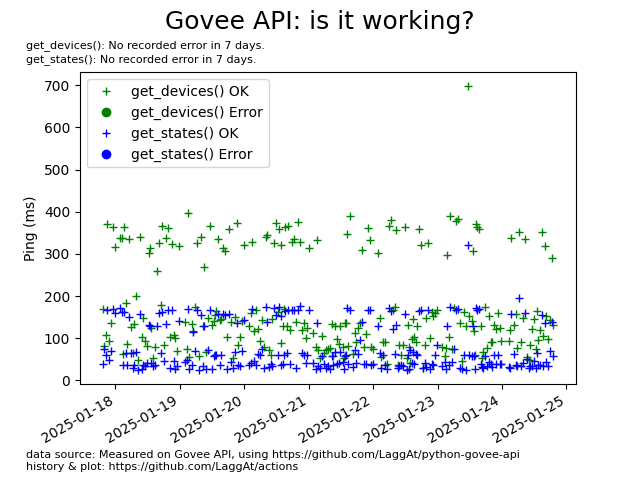 Govee API: is it working?
get_devices(): No recorded error in 7 days.
get_states(): No recorded error in 7 days.
get_devices() OK
get_devices() Error
get_states() OK
get_states() Error
Ping (ms)
700
600
500
400
300
200
100
0
2025-01-18
2025-01-19
2025-01-20
2025-01-21
2025-01-22
2025-01-23
2025-01-24
2025-01-25
data source: Measured on Govee API, using https://github.com/LaggAt/python-govee-api
history & plot: https://github.com/LaggAt/actions